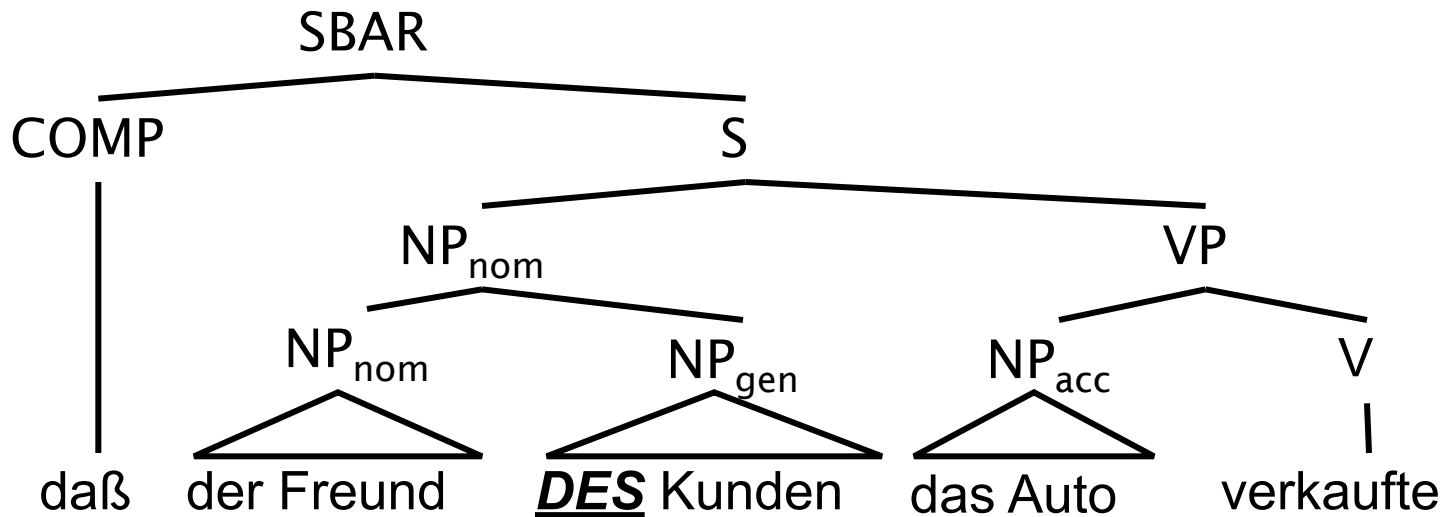 SBAR
COMP S
NPnom VP
NPnom NPgen NPacc V
daß der Freund DES Kunden das Auto verkaufte